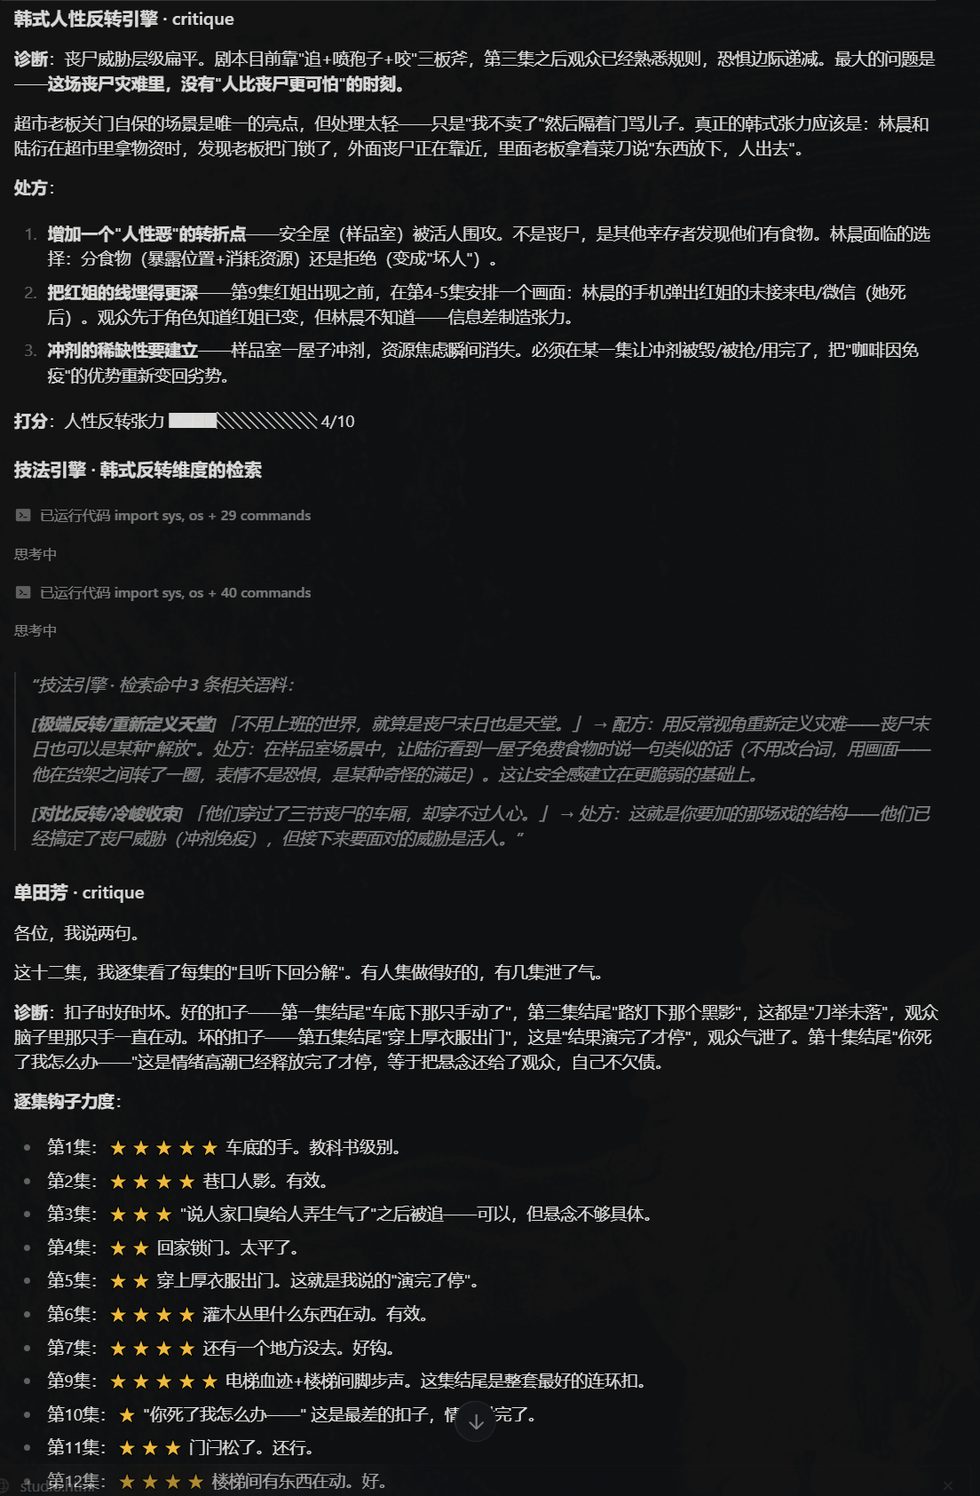 韩式人性反转引擎 · critique
诊断：丧尸威胁层级扁平。剧本目前靠"追+喷孢子+咬"三板斧，第三集之后观众已经熟悉规则，恐惧边际递减。最大的问题是
——这场丧尸灾难里，没有"人比丧尸更可怕"的时刻。
超市老板关门自保的场景是唯一的亮点，但处理太轻——只是"我不卖了"然后隔着门骂儿子。真正的韩式张力应该是：林晨和
陆衍在超市里拿物资时，发现老板把门锁了，外面丧尸正在靠近，里面老板拿着菜刀说"东西放下，人出去"。
处方：
1. 增加一个"人性恶"的转折点——安全屋（样品室）被活人围攻。不是丧尸，是其他幸存者发现他们有食物。林晨面临的选
择：分食物（暴露位置+消耗资源）还是拒绝（变成"坏人"）。
2. 把红姐的线埋得更深——第9集红姐出现之前，在第4-5集安排一个画面：林晨的手机弹出红姐的未接来电/微信（她死
后）。观众先于角色知道红姐已变，但林晨不知道——信息差制造张力。
3. 冲剂的稀缺性要建立——样品室一屋子冲剂，资源焦虑瞬间消失。必须在某一集让冲剂被毁/被抢/用完了，把"咖啡因免
疫"的优势重新变回劣势。
打分：人性反转张力 4/10
技法引擎 · 韩式反转维度的检索
已运行代码 import sys, os + 29 commands
思考中
已运行代码 import sys, os + 40 commands
思考中
“技法引擎 · 检索命中 3 条相关语料：
[极端反转/重新定义天堂] 「不用上班的世界，就算是丧尸末日也是天堂。」 → 配方：用反常视角重新定义灾难——丧尸末
日也可以是某种"解放"。处方：在样品室场景中，让陆衍看到一屋子免费食物时说一句类似的话（不用改台词，用画面——
他在货架之间转了一圈，表情不是恐惧，是某种奇怪的满足）。这让安全感建立在更脆弱的基础上。
[对比反转/冷峻收束] 「他们穿过了三节丧尸的车厢，却穿不过人心。」 → 处方：这就是你要加的那场戏的结构——他们已
经搞定了丧尸威胁（冲剂免疫），但接下来要面对的威胁是活人。”
单田芳 · critique
各位，我说两句。
这十二集，我逐集看了每集的"且听下回分解"。有人集做得好的，有几集泄了气。
诊断：扣子时好时坏。好的扣子——第一集结尾"车底下那只手动了"，第三集结尾"路灯下那个黑影"，这都是"刀举未落"，观众
脑子里那只手一直在动。坏的扣子——第五集结尾"穿上厚衣服出门"，这是"结果演完了才停"，观众气泄了。第十集结尾"你死
了我怎么办——"这是情绪高潮已经释放完了才停，等于把悬念还给了观众，自己不欠债。
逐集钩子力度：
第1集：★★★★★ 车底的手。教科书级别。
第2集：★★★★ 巷口人影。有效。
第3集：★★★ "说人家口臭给人弄生气了"之后被追——可以，但悬念不够具体。
第4集：★★ 回家锁门。太平了。
第5集：★★ 穿上厚衣服出门。这就是我说的"演完了停"。
第6集：★★★★ 灌木丛里什么东西在动。有效。
第7集：★★★★ 还有一个地方没去。好钩。
第9集：★★★★★ 电梯血迹+楼梯间脚步声。这集结尾是整套最好的连环扣。
第10集：★ "你死了我怎么办——" 这是最差的扣子，情 完了。
第11集：★★★ 门闩松了。还行。
第12集：★★★★ 楼梯间有东西在动。好。